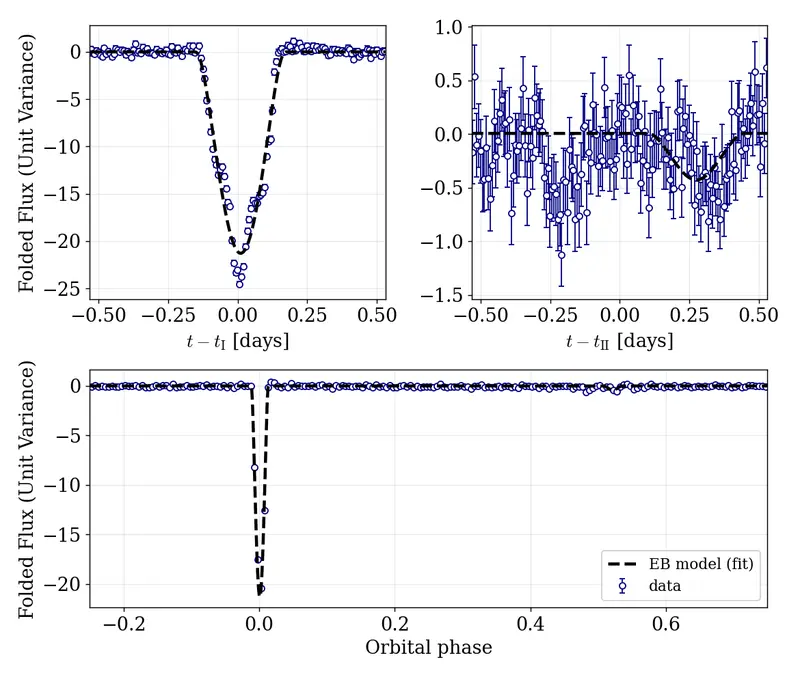 Folded Flux (Unit Variance)
0
−5
−10
−15
−20
−25
−0.50 −0.25 0.00 0.25 0.50
t − t_I [days]
1.0
0.5
0.0
−0.5
−1.0
−1.5
−0.50 −0.25 0.00 0.25 0.50
t − t_II [days]
Folded Flux (Unit Variance)
0
−5
−10
−15
−20
−0.2 0.0 0.2 0.4 0.6
Orbital phase
EB model (fit)
data